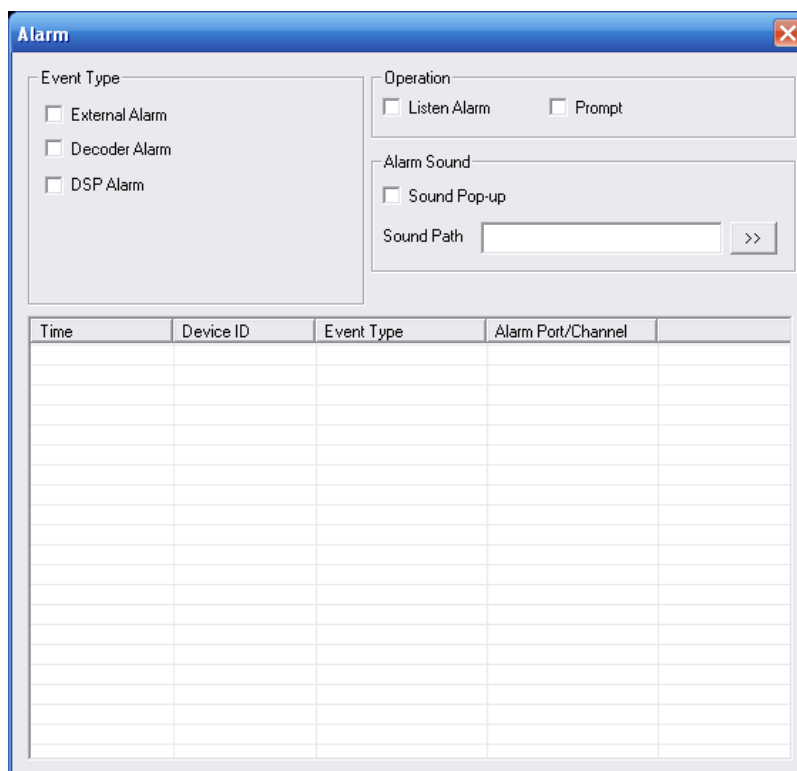 Alarm
Event Type
External Alarm
Decoder Alarm
DSP Alarm
Operation
Listen Alarm Prompt
Alarm Sound
Sound Pop-up
Sound Path >>
Time Device ID Event Type Alarm Port/Channel